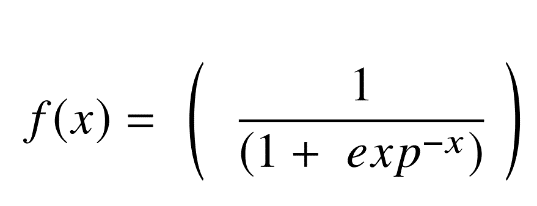 f(x) = ( 1 / (1 + exp⁻ˣ) )